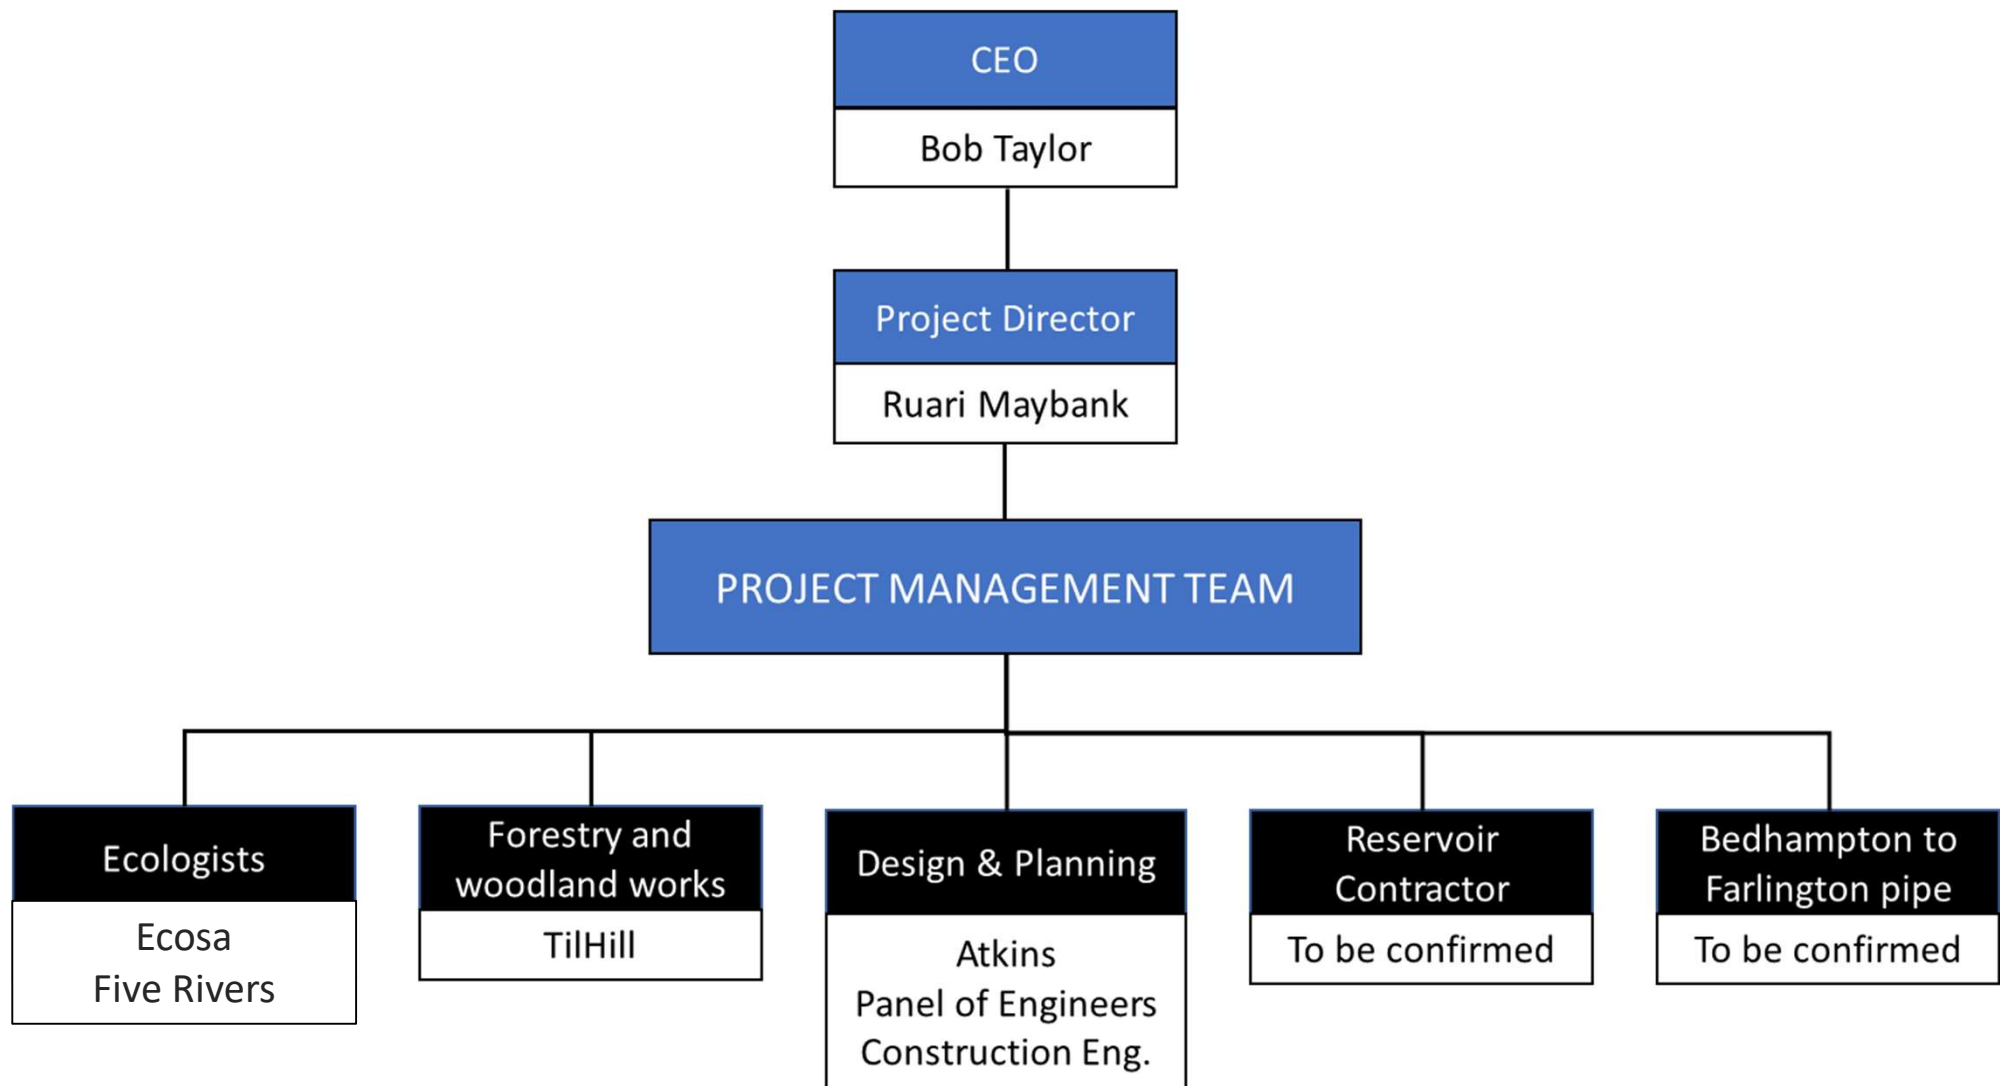 CEO
Bob Taylor
Project Director
Ruari Maybank
PROJECT MANAGEMENT TEAM
Ecologists
Ecosa
Five Rivers
Forestry and
woodland works
TilHill
Design & Planning
Atkins
Panel of Engineers
Construction Eng.
Reservoir
Contractor
To be confirmed
Bedhampton to
Farlington pipe
To be confirmed